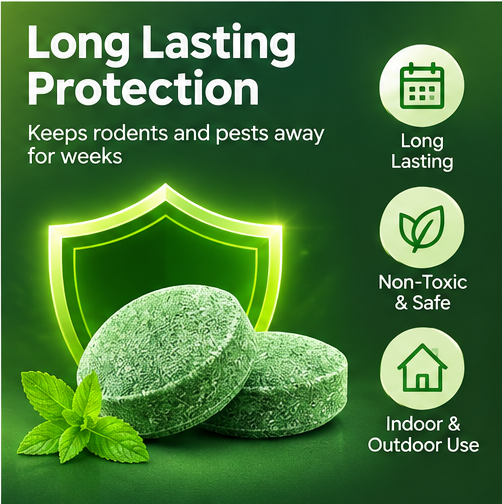 Long Lasting
Protection
Keeps rodents and pests away
for weeks
Long
Lasting
Non-Toxic
& Safe
Indoor &
Outdoor Use